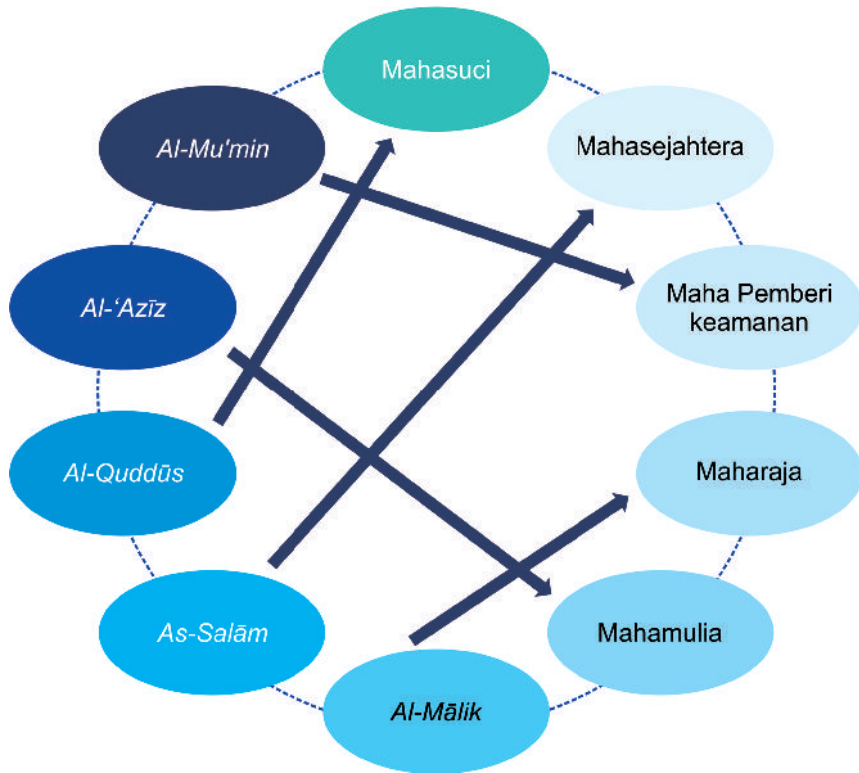 Mahasuci
Al-Mu'min
Mahasejahtera
Al-‘Azīz
Maha Pemberi
keamanan
Al-Quddūs
Maharaja
As-Salām
Mahamulia
Al-Mālik